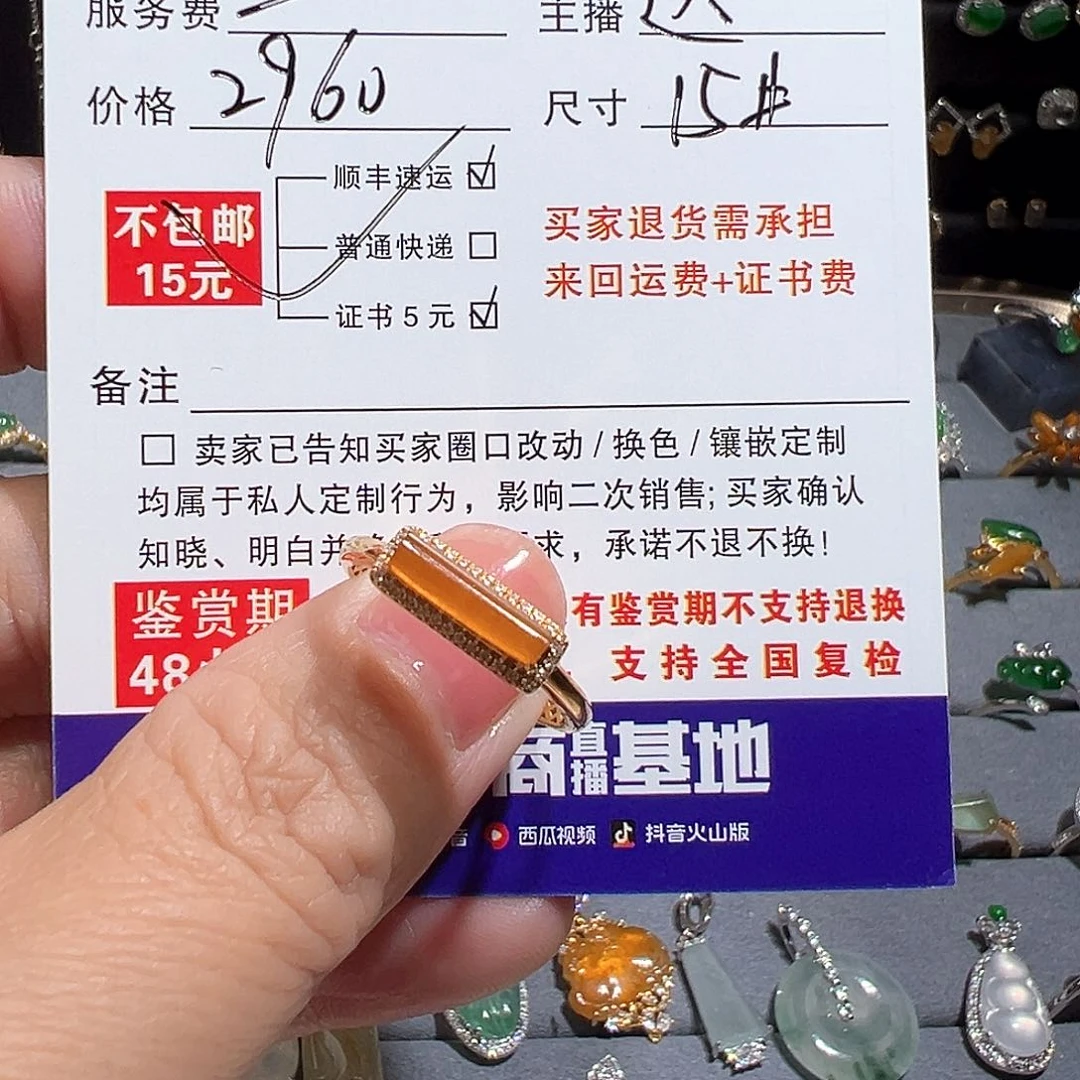 服务费 主播
价格 2960 尺寸 15#
顺丰速运 ☑
不包邮 普通快递 □
15元
证书5元 ☑
买家退货需承担
来回运费+证书费
备注
□ 卖家已告知买家圈口改动/换色/镶嵌定制
均属于私人定制行为，影响二次销售;买家确认
知晓、明白并 求，承诺不退不换!
鉴赏期 有鉴赏期不支持退换
48 支持全国复检
商直播基地
音 西瓜视频 抖音火山版